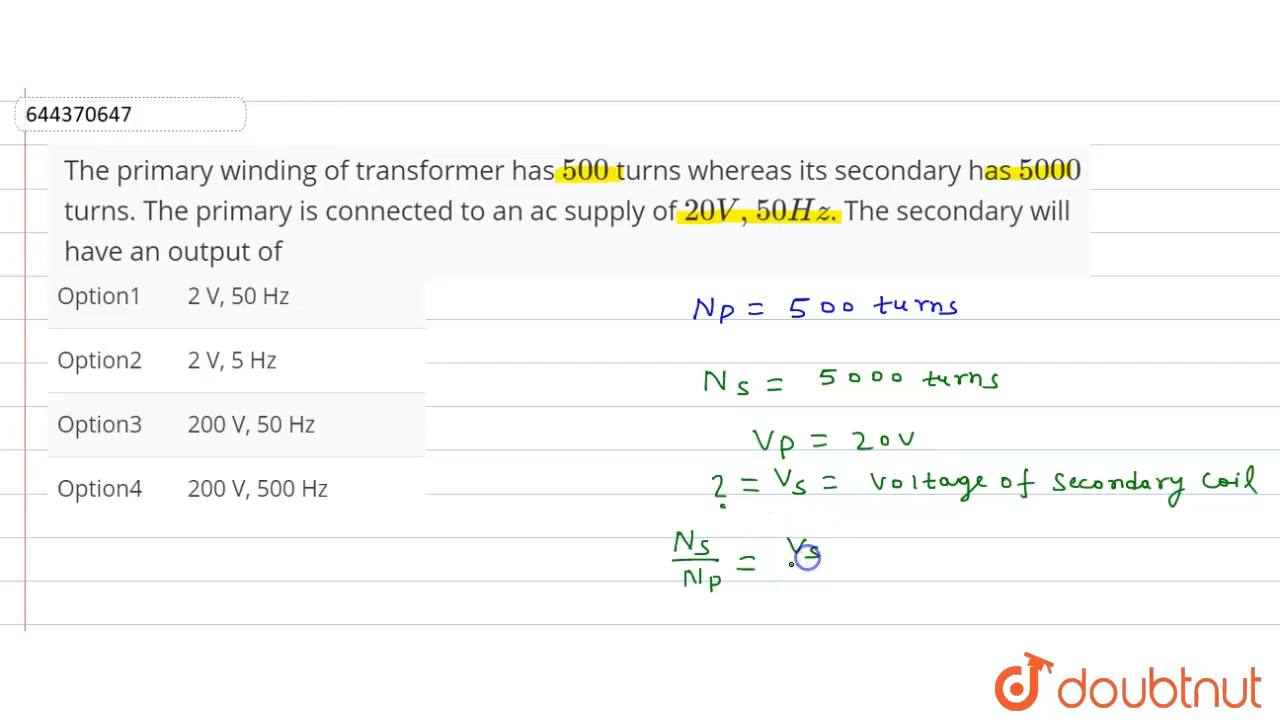 644370647
The primary winding of transformer has 500 turns whereas its secondary has 5000
turns. The primary is connected to an ac supply of 20V, 50Hz. The secondary will
have an output of
Option1 2 V, 50 Hz
Option2 2 V, 5 Hz
Option3 200 V, 50 Hz
Option4 200 V, 500 Hz
Np = 500 turns
Ns = 5000 turns
Vp = 20V
? = Vs = voltage of secondary coil
Ns/Np = Vs
doubtnut